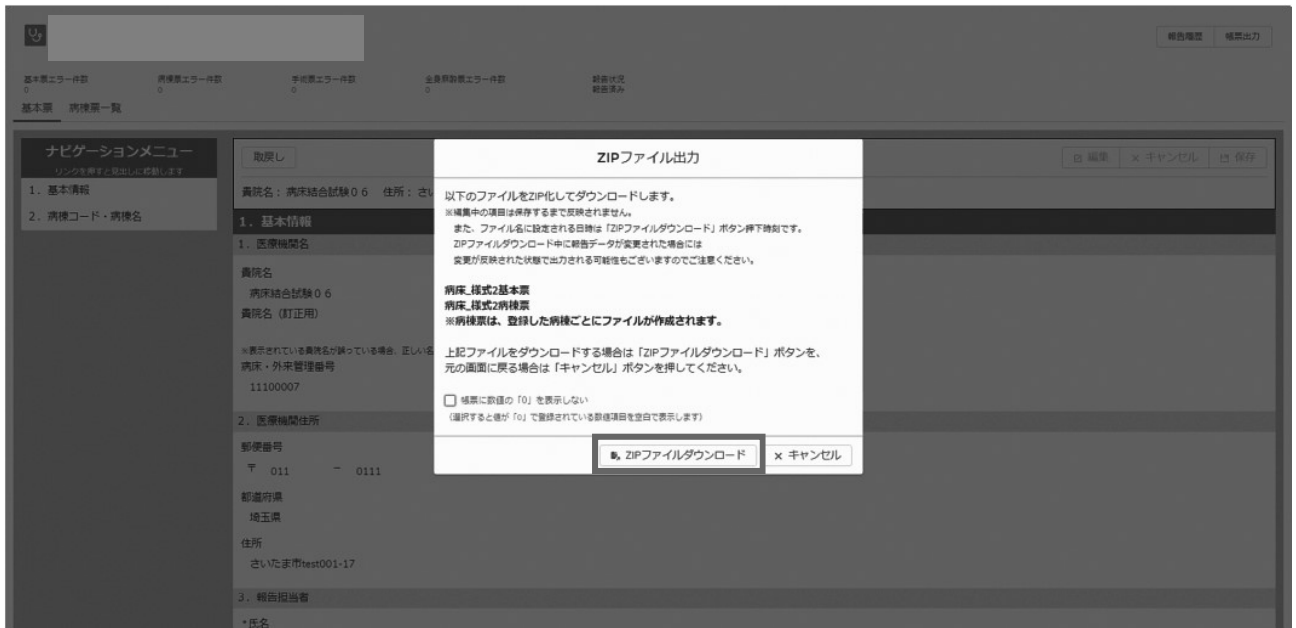 報告履歴 帳票出力
基本票エラー件数 病棟票エラー件数 手術票エラー件数 全身麻酔票エラー件数 報告状況
0 0 0 0 報告済み
基本票 病棟票一覧
ナビゲーションメニュー
リンクを押すと見出しに移動します
1. 基本情報
2. 病棟コード・病棟名
取戻し
編集 × キャンセル 保存
貴院名: 病床結合試験06 住所: さい
1. 基本情報
1. 医療機関名
貴院名
病床結合試験06
貴院名 (訂正用)
※表示されている貴院名が誤っている場合、正しい名
病床・外来管理番号
11100007
2. 医療機関住所
郵便番号
〒 011 - 0111
都道府県
埼玉県
住所
さいたま市test001-17
3. 報告担当者
*氏名
ZIPファイル出力
以下のファイルをZIP化してダウンロードします。
※編集中の項目は保存するまで反映されません。
また、ファイル名に設定される日時は「ZIPファイルダウンロード」ボタン押下時刻です。
ZIPファイルダウンロード中に報告データが変更された場合には
変更が反映された状態で出力される可能性もございますのでご注意ください。
病床_様式2基本票
病床_様式2病棟票
※病棟票は、登録した病棟ごとにファイルが作成されます。
上記ファイルをダウンロードする場合は「ZIPファイルダウンロード」ボタンを、
元の画面に戻る場合は「キャンセル」ボタンを押してください。
帳票に数値の「0」を表示しない
(選択すると値が「0」で登録されている数値項目を空白で表示します)
ZIPファイルダウンロード × キャンセル